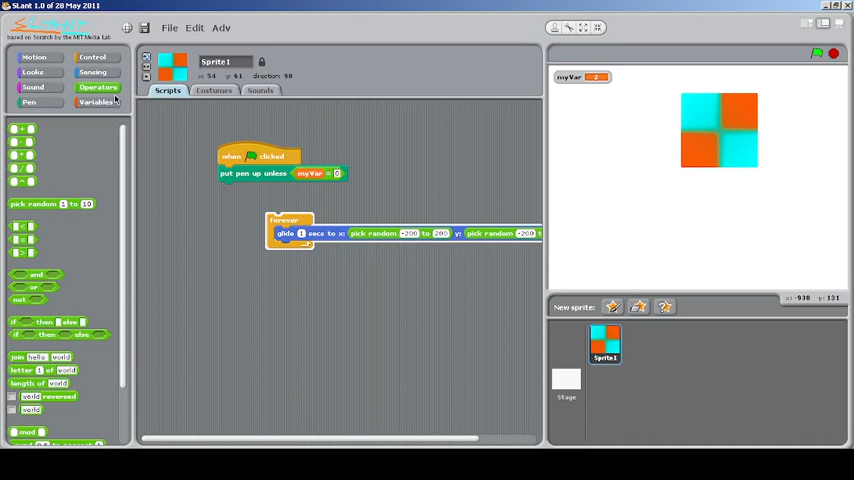 SLant 1.0 of 28 May 2011
SLANT
based on Scratch by the MIT Media Lab
File Edit Adv
Motion Control
Looks Sensing
Sound Operators
Pen Variables
Sprite1
x: 54 y: 61 direction: 90
Scripts Costumes Sounds
+
-
*
/
^
pick random 1 to 10
<
=
>
and
or
not
if then else
if then else
join hello world
letter 1 of world
length of world
world reversed
world
mod
when clicked
put pen up unless myVar = 0
forever
glide 1 secs to x: pick random -200 to 200 y: pick random -200 t
myVar 2
x: -930 y: 131
New sprite:
Sprite1
Stage